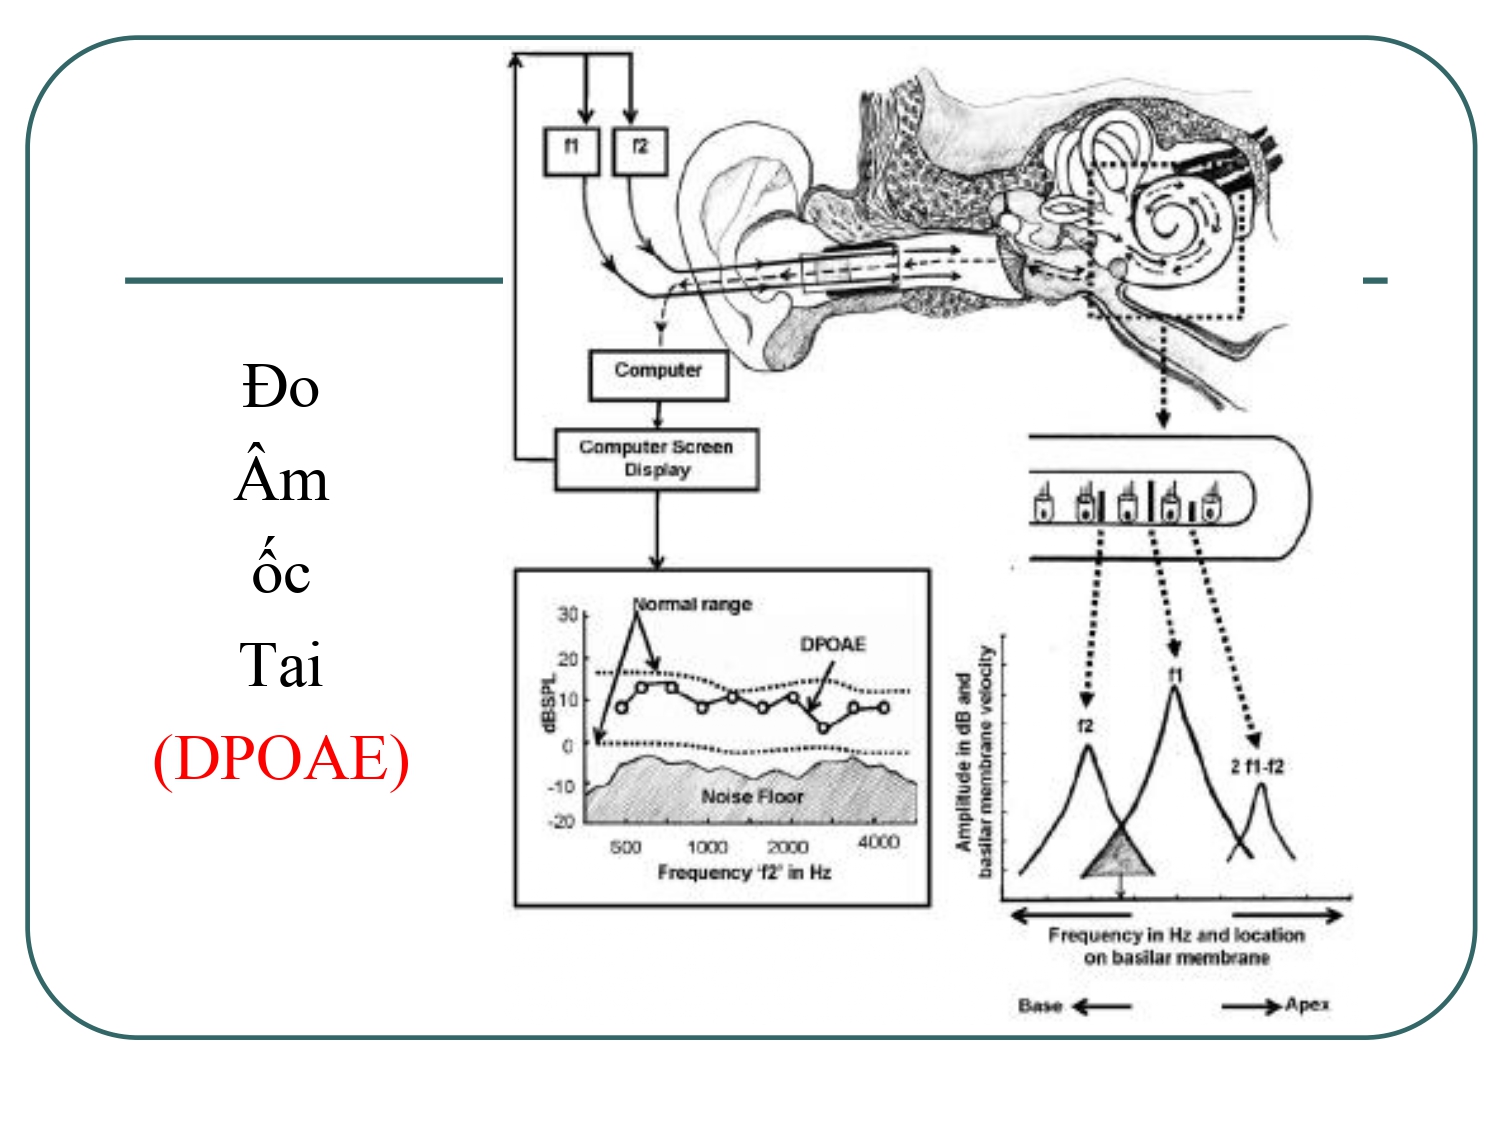 Đo
Âm
ốc
Tai
(DPOAE)
f1
f2
Computer
Computer Screen
Display
Normal range
DPOAE
30
20
10
0
-10
-20
dBSPL
Noise Floor
500
1000
2000
4000
Frequency ‘f2’ in Hz
f2
f1
2 f1-f2
Amplitude in dB and
basilar membrane velocity
Frequency in Hz and location
on basilar membrane
Base
Apex